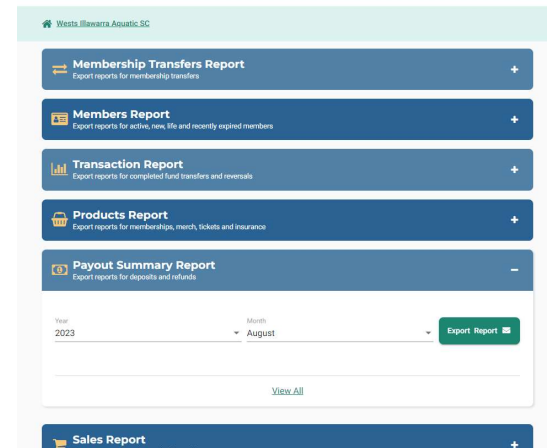 Wests Illawarra Aquatic SC
Membership Transfers Report
Export reports for membership transfers
Members Report
Export reports for active, new, life and recently expired members
Transaction Report
Export reports for completed fund transfers and reversals
Products Report
Export reports for memberships, merch, tickets and insurance
Payout Summary Report
Export reports for deposits and refunds
Year Month
2023 August Export Report
View All
Sales Report